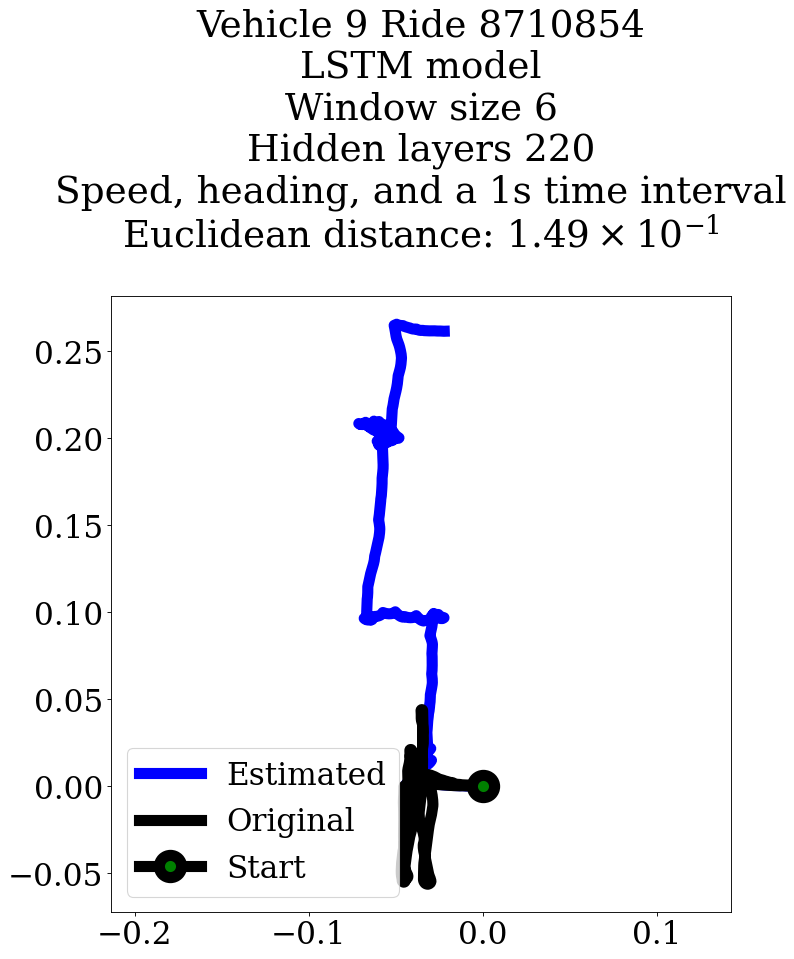 Vehicle 9 Ride 8710854
LSTM model
Window size 6
Hidden layers 220
Speed, heading, and a 1s time interval
Euclidean distance: 1.49 × 10⁻¹
0.25
0.20
0.15
0.10
0.05
0.00
−0.05
Estimated
Original
Start
−0.2 −0.1 0.0 0.1